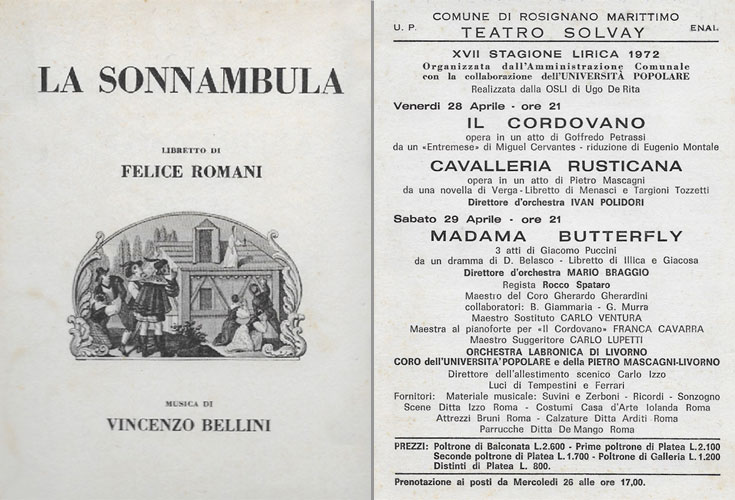 LA SONNAMBULA
LIBRETTO DI
FELICE ROMANI
MUSICA DI
VINCENZO BELLINI
COMUNE DI ROSIGNANO MARITTIMO
U. P. TEATRO SOLVAY ENAL
XVII STAGIONE LIRICA 1972
Organizzata dall'Amministrazione Comunale
con la collaborazione dell'UNIVERSITÀ POPOLARE
Realizzata dalla OSLI di Ugo De Rita
Venerdì 28 Aprile - ore 21
IL CORDOVANO
opera in un atto di Goffredo Petrassi
da un «Entremese» di Miguel Cervantes - riduzione di Eugenio Montale
CAVALLERIA RUSTICANA
opera in un atto di Pietro Mascagni
da una novella di Verga - Libretto di Menasci e Targioni Tozzetti
Direttore d'orchestra IVAN POLIDORI
Sabato 29 Aprile - ore 21
MADAMA BUTTERFLY
3 atti di Giacomo Puccini
da un dramma di D. Belasco - Libretto di Illica e Giacosa
Direttore d'orchestra MARIO BRAGGIO
Regista Rocco Spataro
Maestro del Coro Gherardo Gherardini
collaboratori: B. Giammaria - G. Murra
Maestro Sostituto CARLO VENTURA
Maestra al pianoforte per «Il Cordovano» FRANCA CAVARRA
Maestro Suggeritore CARLO LUPETTI
ORCHESTRA LABRONICA DI LIVORNO
CORO dell'UNIVERSITA' POPOLARE e della PIETRO MASCAGNI-LIVORNO
Direttore dell'allestimento scenico Carlo Izzo
Luci di Tempestini e Ferrari
Fornitori: Materiale musicale: Suvini e Zerboni - Ricordi - Sonzogno
Scene Ditta Izzo Roma - Costumi Casa d'Arte Iolanda Roma
Attrezzi Bruni Roma - Calzature Ditta Arditi Roma
Parrucche Ditta De Mango Roma
PREZZI: Poltrone di Balconata L. 2.600 - Prime poltrone di Platea L. 2.100
Seconde poltrone di Platea L. 1.700 - Poltrone di Galleria L. 1.200
Distinti di Platea L. 800.
Prenotazione ai posti da Mercoledì 26 alle ore 17,00.